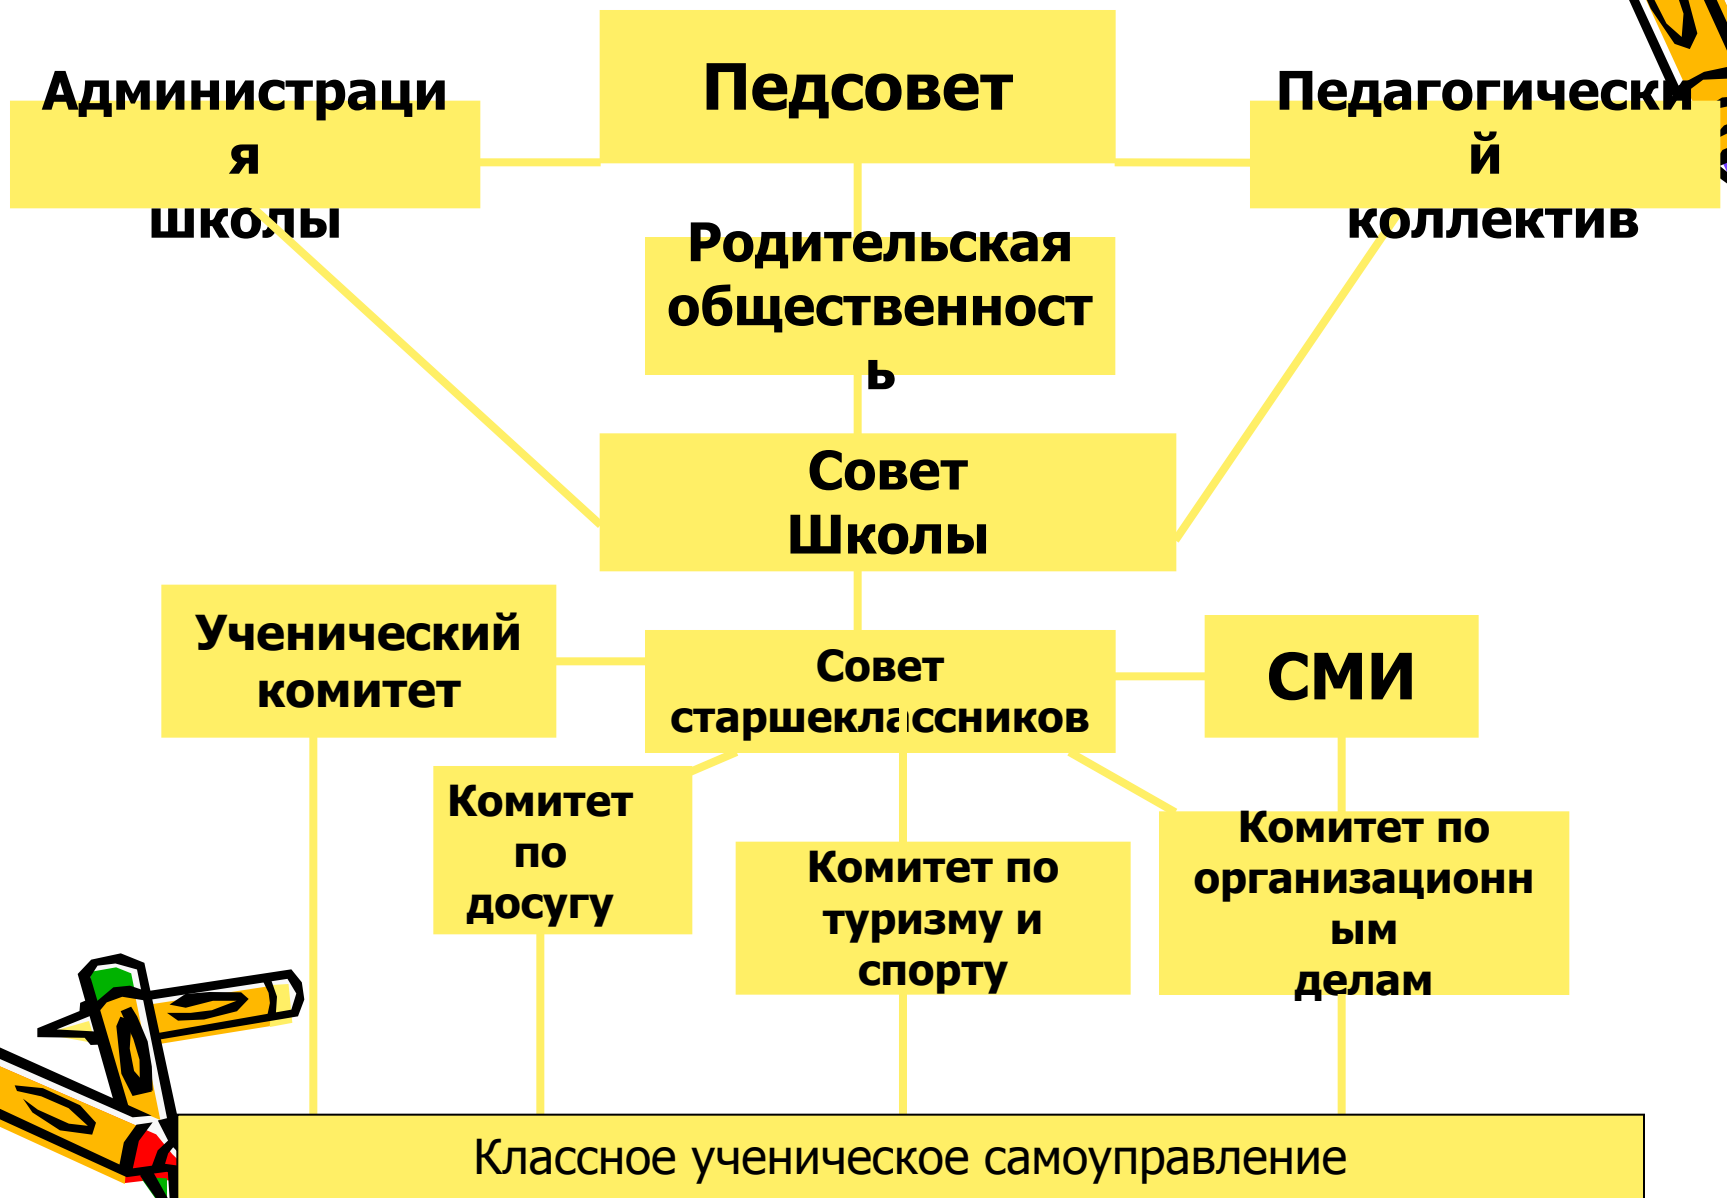 Педсовет
Администраци
я
школы
Педагогически
й
коллектив
Родительская
общественност
ь
Совет
Школы
Ученический
комитет
Совет
старшеклассников
СМИ
Комитет
по
досугу
Комитет по
туризму и
спорту
Комитет по
организационн
ым
делам
Классное ученическое самоуправление